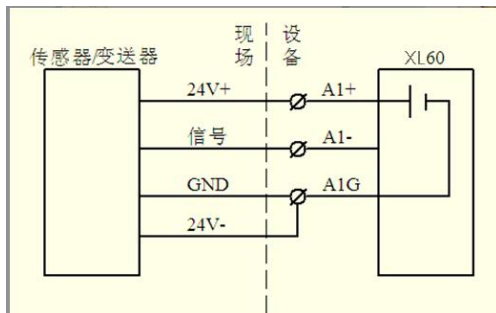 现场 设备
传感器/变送器 XL60
24V+ A1+
信号 A1-
GND A1G
24V-